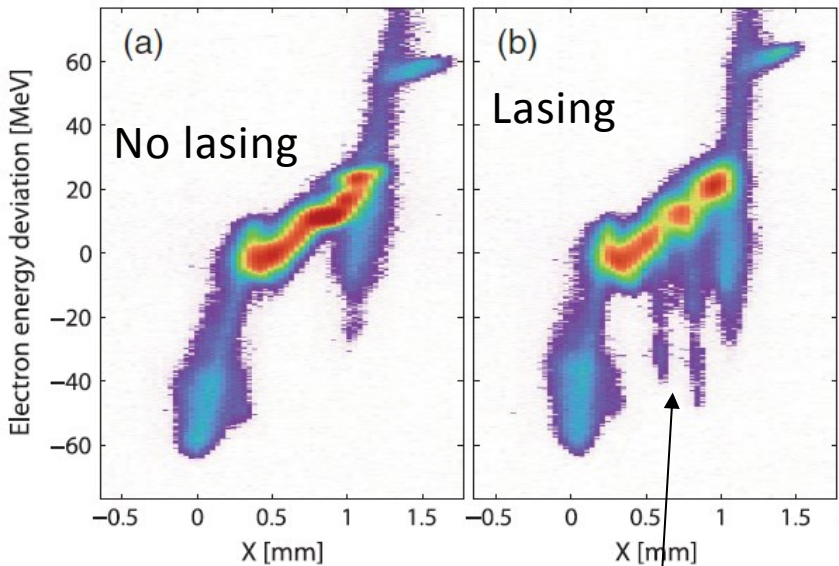 (a)
(b)
Electron energy deviation [MeV]
60
40
20
0
−20
−40
−60
No lasing
Lasing
−0.5 0 0.5 1 1.5
−0.5 0 0.5 1 1.5
X [mm]
X [mm]